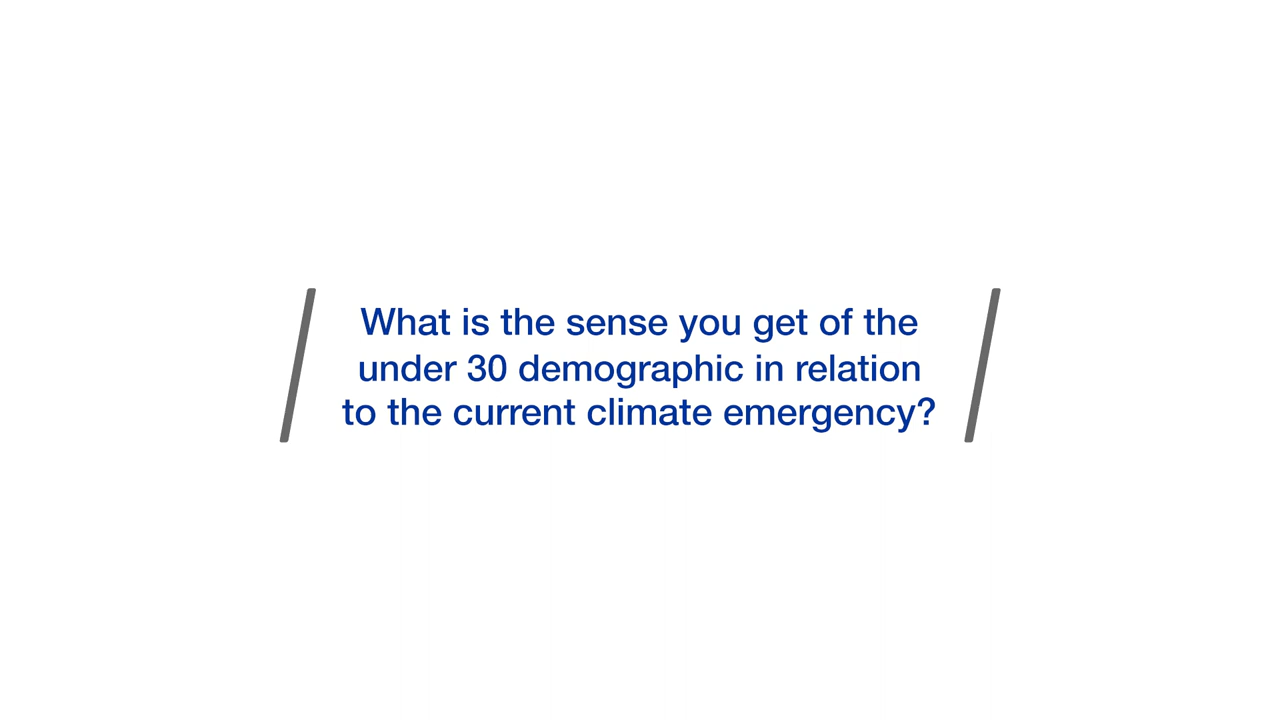 What is the sense you get of the
under 30 demographic in relation
to the current climate emergency?